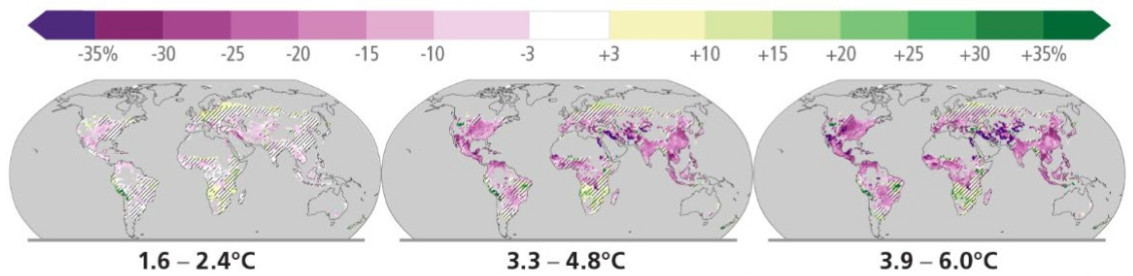 -35% -30 -25 -20 -15 -10 -3 +3 +10 +15 +20 +25 +30 +35%
1.6 – 2.4°C 3.3 – 4.8°C 3.9 – 6.0°C